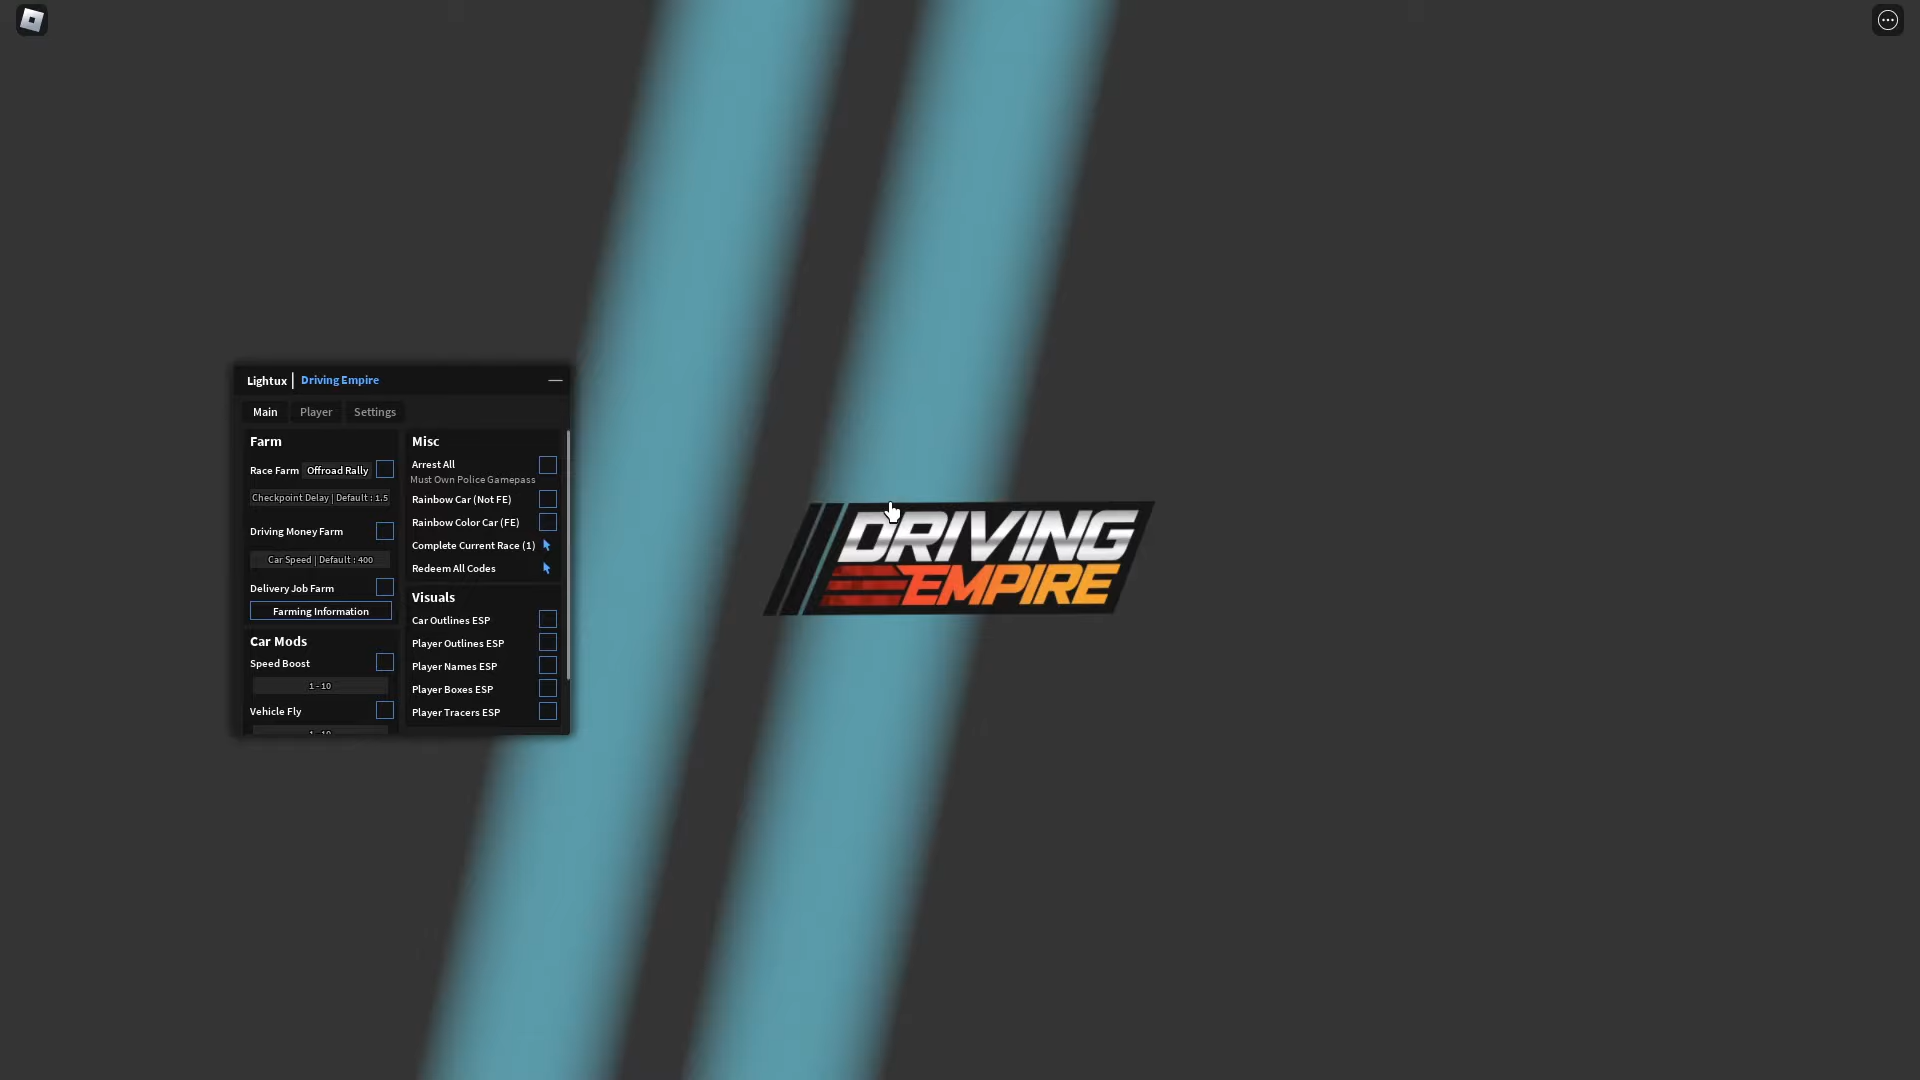 Lightux | Driving Empire
Main Player Settings
Farm
Race Farm Offroad Rally
Checkpoint Delay | Default : 1.5
Driving Money Farm
Car Speed | Default : 400
Delivery Job Farm
Farming Information
Car Mods
Speed Boost
1 - 10
Vehicle Fly
1 - 10
Misc
Arrest All
Must Own Police Gamepass
Rainbow Car (Not FE)
Rainbow Color Car (FE)
Complete Current Race (1)
Redeem All Codes
Visuals
Car Outlines ESP
Player Outlines ESP
Player Names ESP
Player Boxes ESP
Player Tracers ESP
DRIVING
EMPIRE